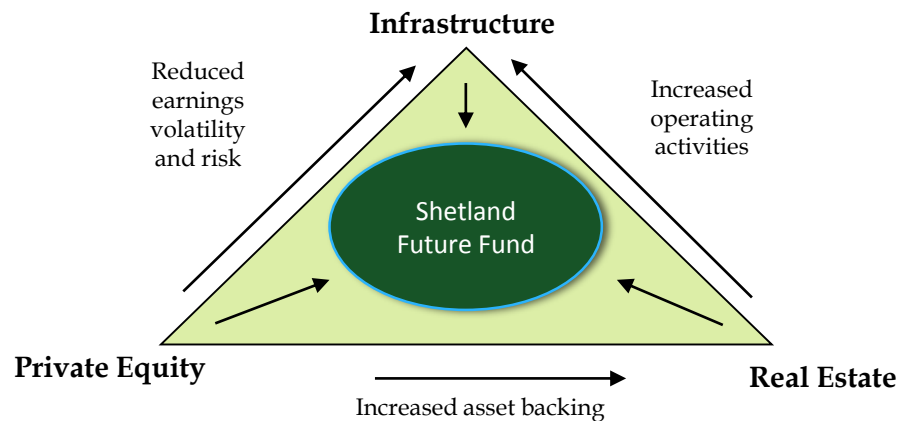 Infrastructure
Reduced
earnings
volatility
and risk
Increased
operating
activities
Shetland
Future Fund
Private Equity
Real Estate
Increased asset backing